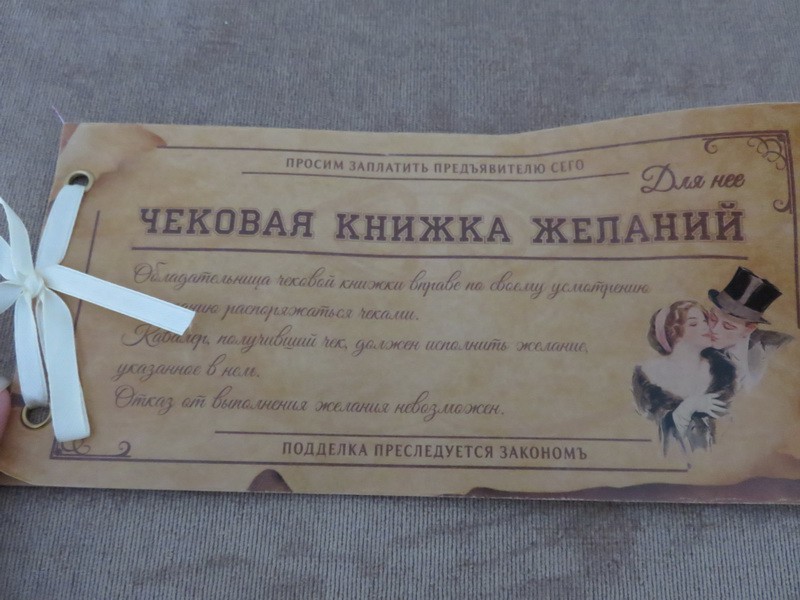 ПРОСИМ ЗАПЛАТИТЬ ПРЕДЪЯВИТЕЛЮ СЕГО
Для нее
ЧЕКОВАЯ КНИЖКА ЖЕЛАНИЙ
Обладательница чековой книжки вправе по своему усмотрению
распоряжаться чеками.
Кавалер, получивший чек, должен исполнить желание,
указанное в нем.
Отказ от выполнения желания невозможен.
ПОДДЕЛКА ПРЕСЛЕДУЕТСЯ ЗАКОНОМЪ